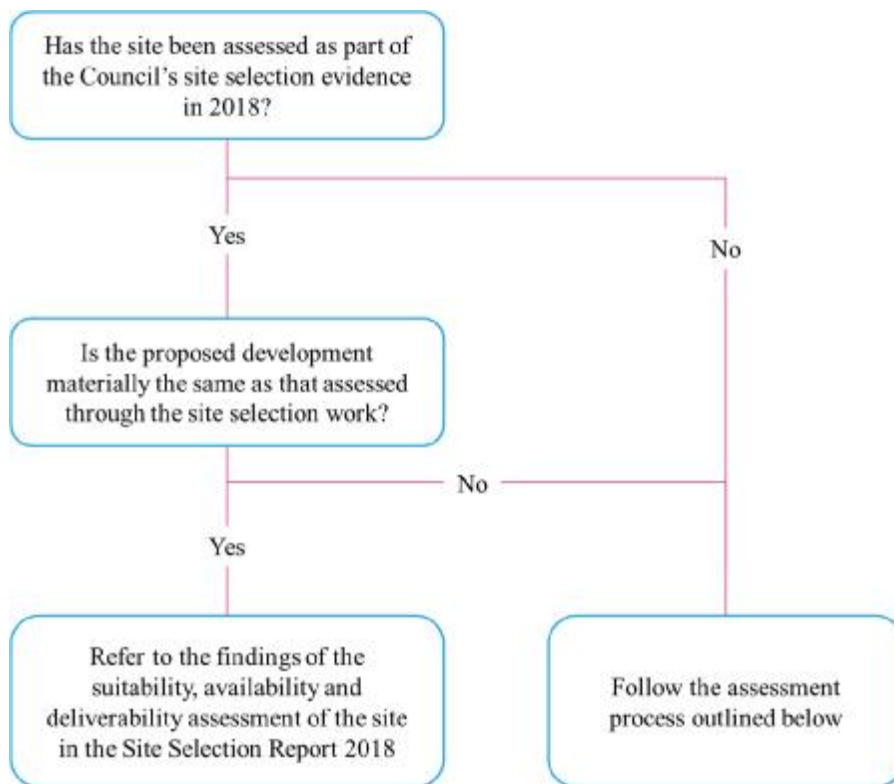 Has the site been assessed as part of
the Council’s site selection evidence
in 2018?
Yes
No
Is the proposed development
materially the same as that assessed
through the site selection work?
No
Yes
Refer to the findings of the
suitability, availability and
deliverability assessment of the site
in the Site Selection Report 2018
Follow the assessment
process outlined below